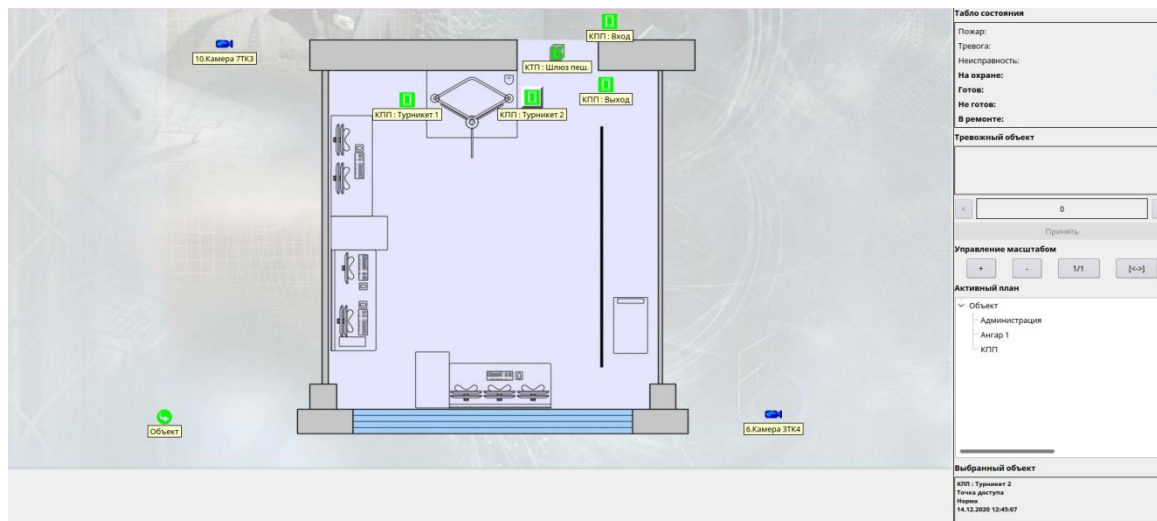 КПП : Вход
10.Камера 7ТК3
КТП : Шлюз пеш.
КПП : Выход
КПП : Турникет 1
КПП : Турникет 2
Объект
6.Камера 3ТК4
Табло состояния
Пожар:
Тревога:
Неисправность:
На охране:
Готов:
Не готов:
В ремонте:
Тревожный объект
<
0
Принять
Управление масштабом
+
-
1/1
[<->]
Активный план
Объект
Администрация
Ангар 1
КПП
Выбранный объект
КПП : Турникет 2
Точка доступа
Норма
14.12.2020 12:45:07